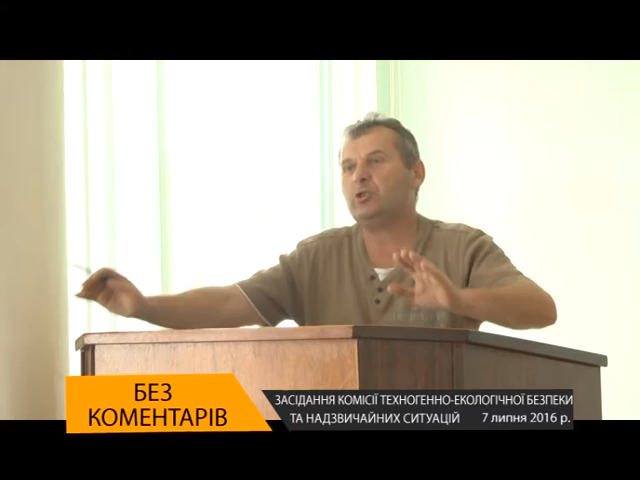 БЕЗ
КОМЕНТАРІВ
ЗАСІДАННЯ КОМІСІЇ ТЕХНОГЕННО-ЕКОЛОГІЧНОЇ БЕЗПЕКИ
ТА НАДЗВИЧАЙНИХ СИТУАЦІЙ 7 липня 2016 р.